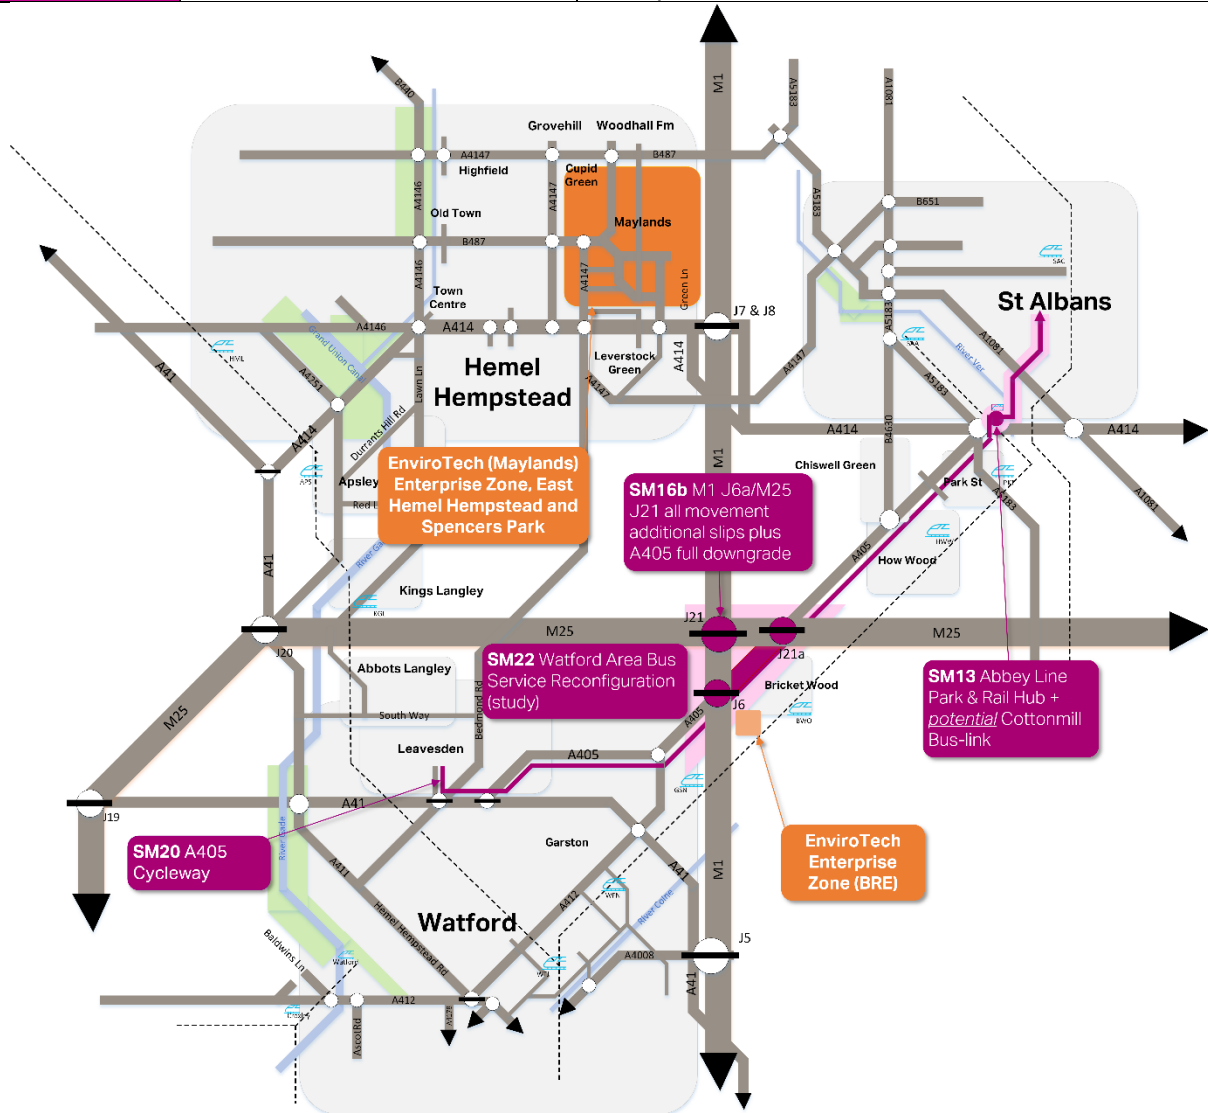 M1
B440
A5183
A1081
Grovehill
Woodhall Fm
A4147
Highfield
Cupid
Green
B487
A4146
A4147
A5183
B651
Old Town
Maylands
B487
A4146
A4147
Green Ln
SAC
Town
Centre
St Albans
J7 & J8
A4146
A414
Grand Union Canal
HML
A41
A4251
Hemel
Hempstead
Leverstock
Green
A414
A4147
A4147
A5183
A1081
River Ver
A5183
Lawn Ln
Durrants Hill Rd
A414
M1
A414
A414
B4630
EnviroTech (Maylands)
Enterprise Zone, East
Hemel Hempstead and
Spencers Park
Chiswell Green
APS
Apsley
SM16b M1 J6a/M25
J21 all movement
additional slips plus
A405 full downgrade
Park St
A5183
A1081
A41
A405
How Wood
Kings Langley
KGL
J21
M25
M25
J20
J21a
Abbots Langley
SM22 Watford Area Bus
Service Reconfiguration
(study)
Bricket Wood
SM13 Abbey Line
Park & Rail Hub +
potential Cottonmill
Bus-link
M25
South Way
Bedmond Rd
J6
A405
BWO
Leavesden
A405
GSN
A41
J19
River Gade
SM20 A405
Cycleway
Garston
EnviroTech
Enterprise
Zone (BRE)
A411
A41
M1
A412
River Colne
Hemel Hempstead Rd
Watford
Baldwins Ln
Watford
J5
A4008
A41
A412
Ascot Rd